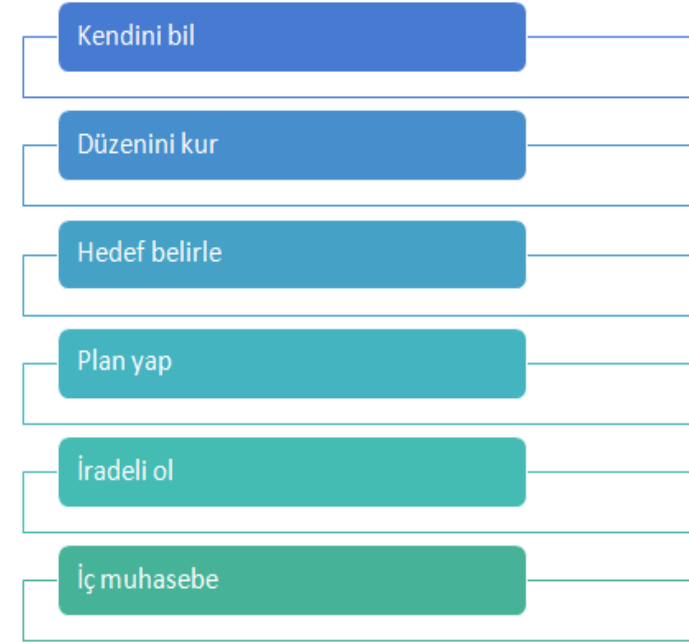 Kendini bil
Düzenini kur
Hedef belirle
Plan yap
İradeli ol
İç muhasebe